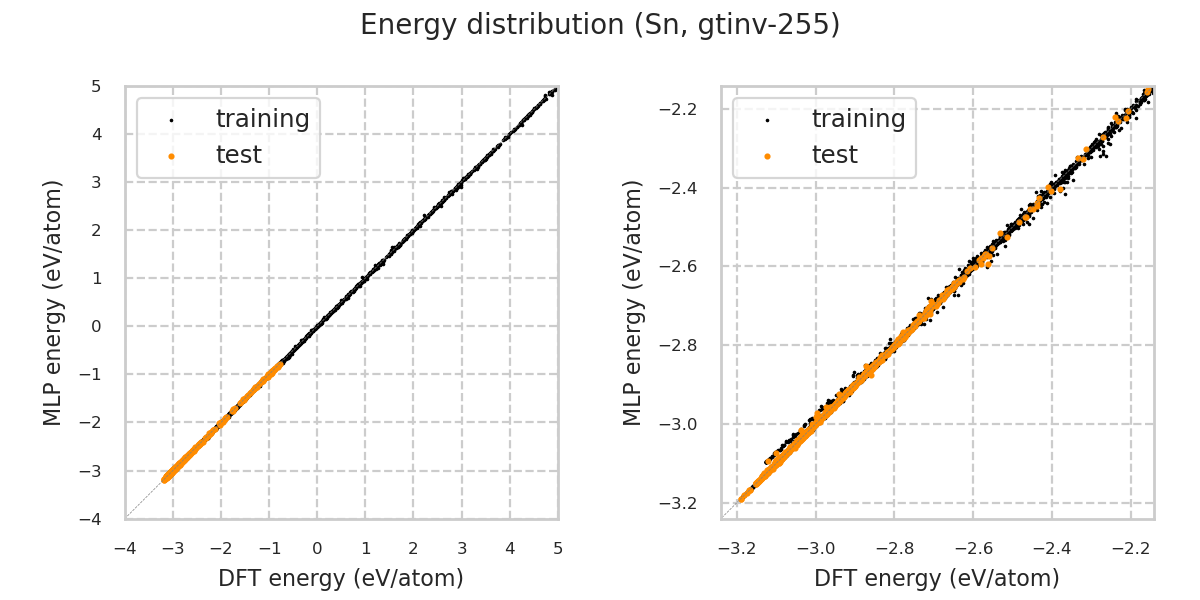 Energy distribution (Sn, gtinv-255)
training
test
5
4
3
2
1
0
−1
−2
−3
−4
MLP energy (eV/atom)
−4 −3 −2 −1 0 1 2 3 4 5
DFT energy (eV/atom)
training
test
−2.2
−2.4
−2.6
−2.8
−3.0
−3.2
MLP energy (eV/atom)
−3.2 −3.0 −2.8 −2.6 −2.4 −2.2
DFT energy (eV/atom)